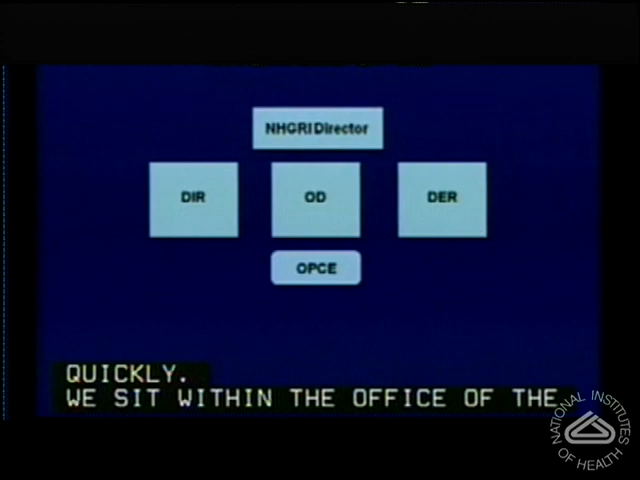 NHGRI Director
DIR
OD
DER
OPCE
QUICKLY.
WE SIT WITHIN THE OFFICE OF THE
NATIONAL INSTITUTES
OF HEALTH